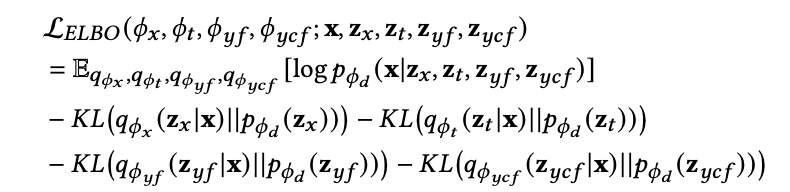 𝓛_{ELBO}(ϕ_x, ϕ_t, ϕ_{yf}, ϕ_{ycf}; 𝐱, 𝐳_x, 𝐳_t, 𝐳_{yf}, 𝐳_{ycf})
= 𝔼_{q_{ϕ_x}, q_{ϕ_t}, q_{ϕ_{yf}}, q_{ϕ_{ycf}}} [log p_{ϕ_d}(𝐱|𝐳_x, 𝐳_t, 𝐳_{yf}, 𝐳_{ycf})]
− KL(q_{ϕ_x}(𝐳_x|𝐱)||p_{ϕ_d}(𝐳_x))) − KL(q_{ϕ_t}(𝐳_t|𝐱)||p_{ϕ_d}(𝐳_t)))
− KL(q_{ϕ_{yf}}(𝐳_{yf}|𝐱)||p_{ϕ_d}(𝐳_{yf}))) − KL(q_{ϕ_{ycf}}(𝐳_{ycf}|𝐱)||p_{ϕ_d}(𝐳_{ycf})))